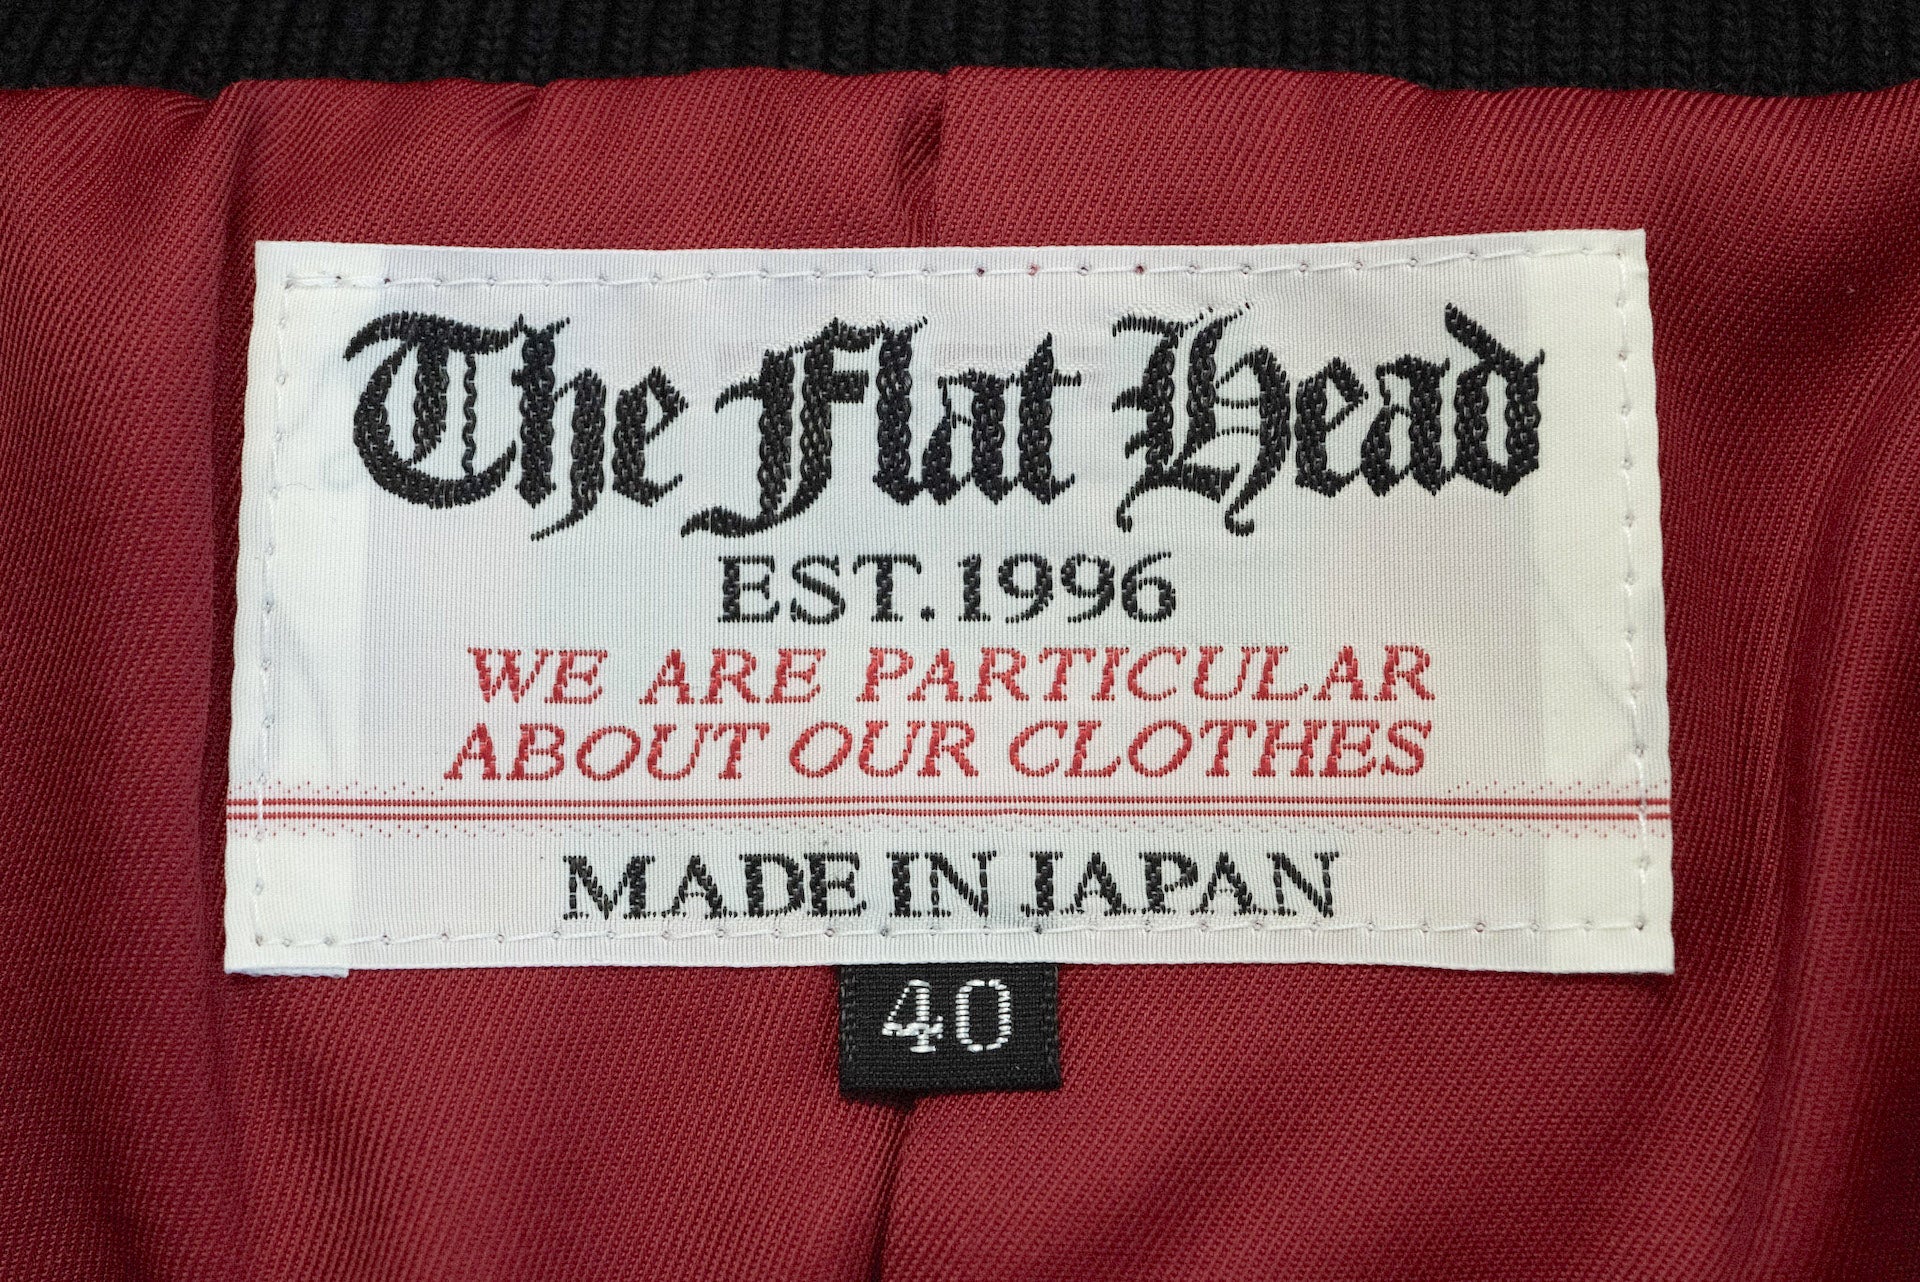 The Flat Head
EST. 1996
WE ARE PARTICULAR
ABOUT OUR CLOTHES
MADE IN JAPAN
40